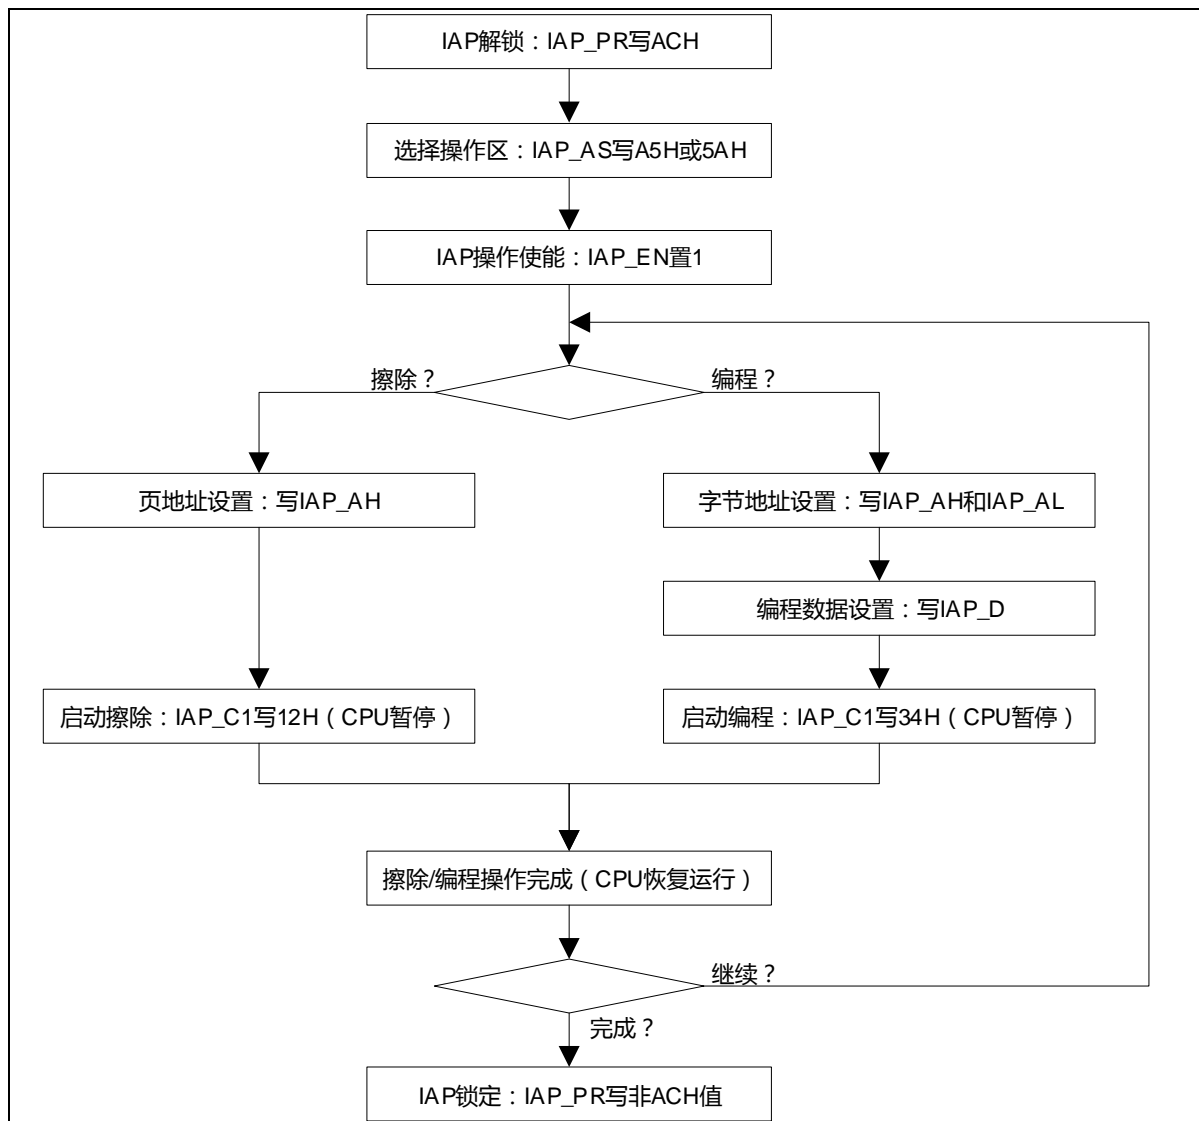 IAP解锁：IAP_PR写ACH
选择操作区：IAP_AS写A5H或5AH
IAP操作使能：IAP_EN置1
擦除？
编程？
页地址设置：写IAP_AH
字节地址设置：写IAP_AH和IAP_AL
编程数据设置：写IAP_D
启动擦除：IAP_C1写12H（CPU暂停）
启动编程：IAP_C1写34H（CPU暂停）
擦除/编程操作完成（CPU恢复运行）
继续？
完成？
IAP锁定：IAP_PR写非ACH值